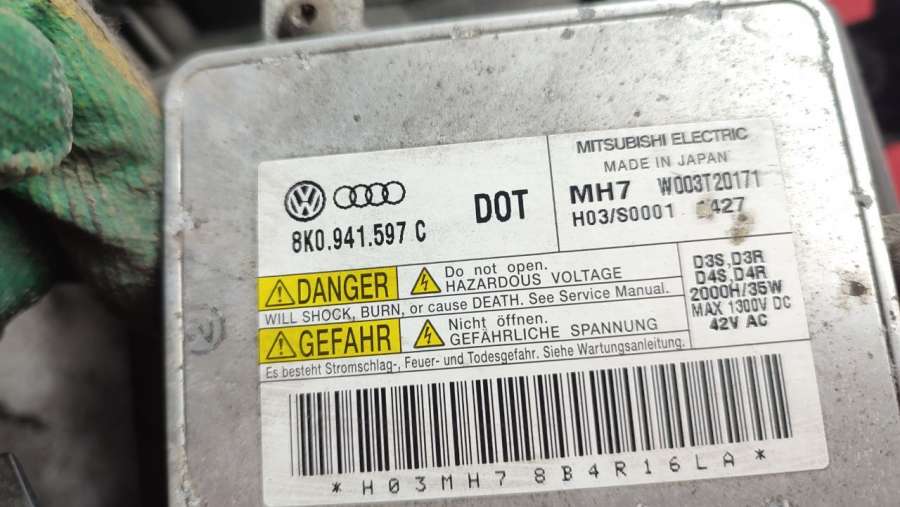 8K0.941.597 C
DOT
MITSUBISHI ELECTRIC
MADE IN JAPAN
MH7 W003T20171
H03/S0001 427
DANGER
Do not open.
HAZARDOUS VOLTAGE
WILL SHOCK, BURN, or cause DEATH. See Service Manual.
GEFAHR
Nicht öffnen.
GEFÄHRLICHE SPANNUNG
Es besteht Stromschlag-, Feuer- und Todesgefahr. Siehe Wartungsanleitung.
D3S,D3R
D4S,D4R
2000H/35W
MAX 1300V DC
42V AC
*H03MH78B4R16LA*